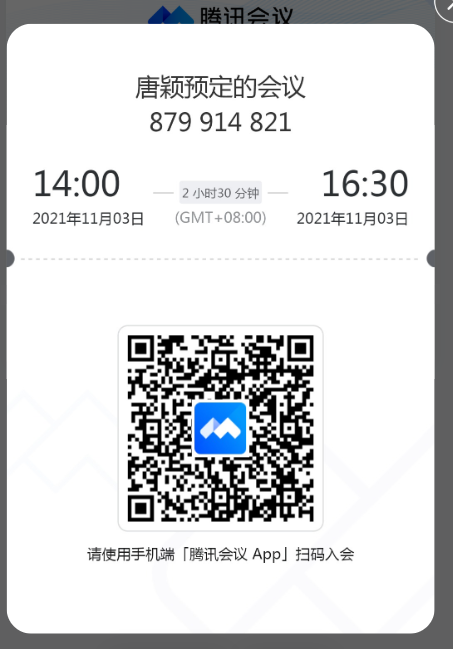 腾讯会议
唐颖预定的会议
879 914 821
14:00
2小时30 分钟
16:30
2021年11月03日
(GMT+08:00)
2021年11月03日
请使用手机端「腾讯会议 App」扫码入会